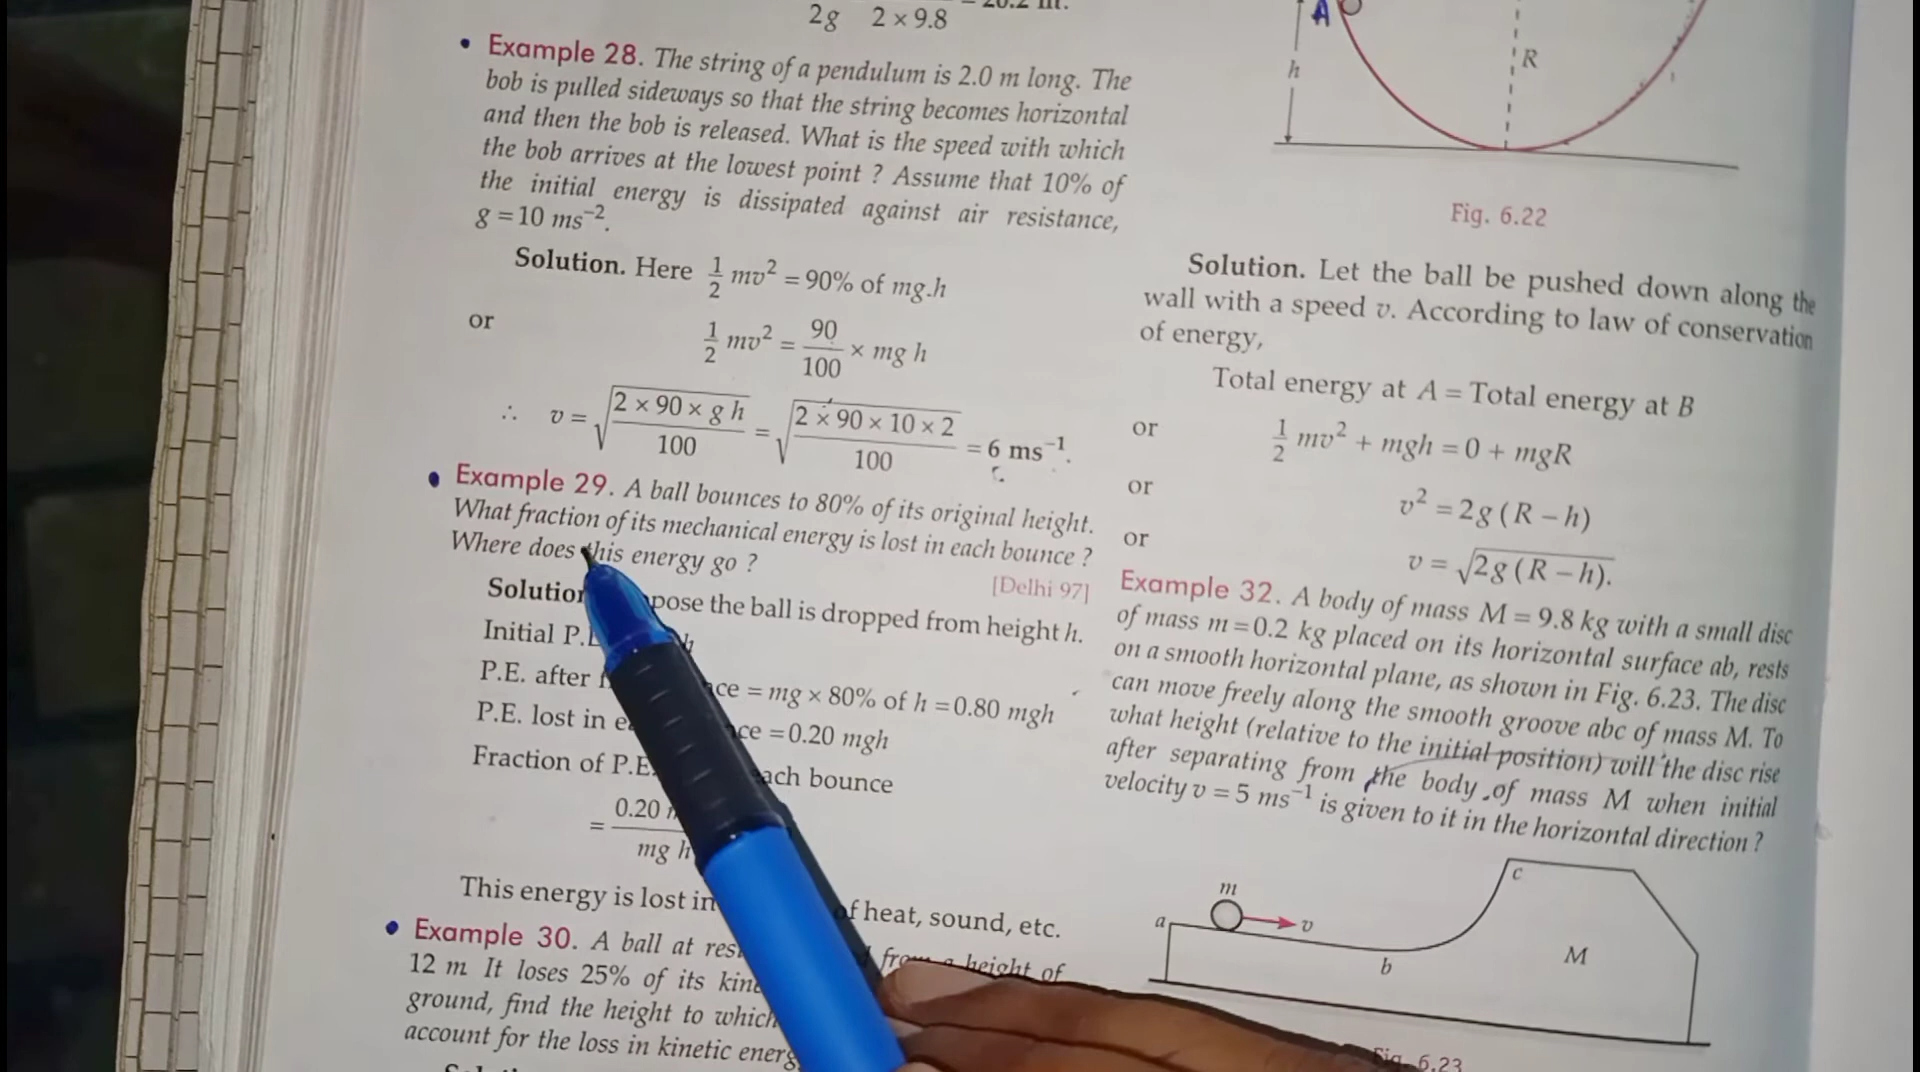 2g 2 × 9.8
• Example 28. The string of a pendulum is 2.0 m long. The
bob is pulled sideways so that the string becomes horizontal
and then the bob is released. What is the speed with which
the bob arrives at the lowest point ? Assume that 10% of
the initial energy is dissipated against air resistance,
g = 10 ms⁻².
Solution. Here 1/2 mv² = 90% of mg.h
or 1/2 mv² = 90/100 × mg h
∴ v = √(2 × 90 × g h / 100) = √(2 × 90 × 10 × 2 / 100) = 6 ms⁻¹.
• Example 29. A ball bounces to 80% of its original height.
What fraction of its mechanical energy is lost in each bounce ?
Where does this energy go ?
[Delhi 97]
the ball is dropped from height h.
Initial
P.E. after = mg × 80% of h = 0.80 mgh
P.E. lost in = 0.20 mgh
Fraction of bounce
= 0.20 / mg h
This energy is lost in of heat, sound, etc.
• Example 30. A ball at height of
12 m It loses 25% of its
ground, find the height to which
account for the loss in kinetic
A
h
R
Fig. 6.22
Solution. Let the ball be pushed down along the
wall with a speed v. According to law of conservation
of energy,
Total energy at A = Total energy at B
or 1/2 mv² + mgh = 0 + mgR
or v² = 2g (R – h)
or v = √2g (R – h).
Example 32. A body of mass M = 9.8 kg with a small disc
of mass m = 0.2 kg placed on its horizontal surface ab, rests
on a smooth horizontal plane, as shown in Fig. 6.23. The disc
can move freely along the smooth groove abc of mass M. To
what height (relative to the initial position) will the disc rise
after separating from the body of mass M when initial
velocity v = 5 ms⁻¹ is given to it in the horizontal direction ?
m
c
a
v
b
M
6.23